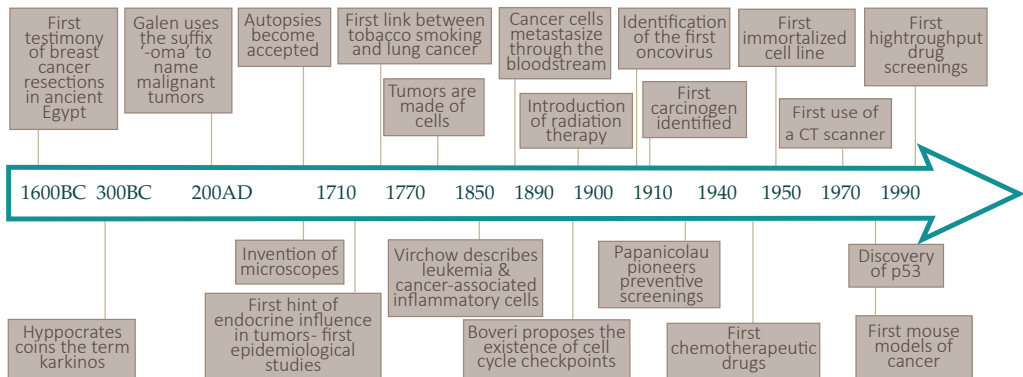 First
testimony
of breast
cancer
resections
in ancient
Egypt
Galen uses
the suffix
‘-oma’ to
name
malignant
tumors
Autopsies
become
accepted
First link between
tobacco smoking
and lung cancer
Tumors are
made of
cells
Cancer cells
metastasize
through the
bloodstream
Introduction
of radiation
therapy
Identification
of the first
oncovirus
First
carcinogen
identified
First
immortalized
cell line
First use of
a CT scanner
First
hightroughput
drug
screenings
1600BC 300BC 200AD 1710 1770 1850 1890 1900 1910 1940 1950 1970 1990
Hyppocrates
coins the term
karkinos
Invention of
microscopes
First hint of
endocrine influence
in tumors- first
epidemiological
studies
Virchow describes
leukemia &
cancer-associated
inflammatory cells
Boveri proposes the
existence of cell
cycle checkpoints
Papanicolau
pioneers
preventive
screenings
First
chemotherapeutic
drugs
Discovery
of p53
First mouse
models of
cancer